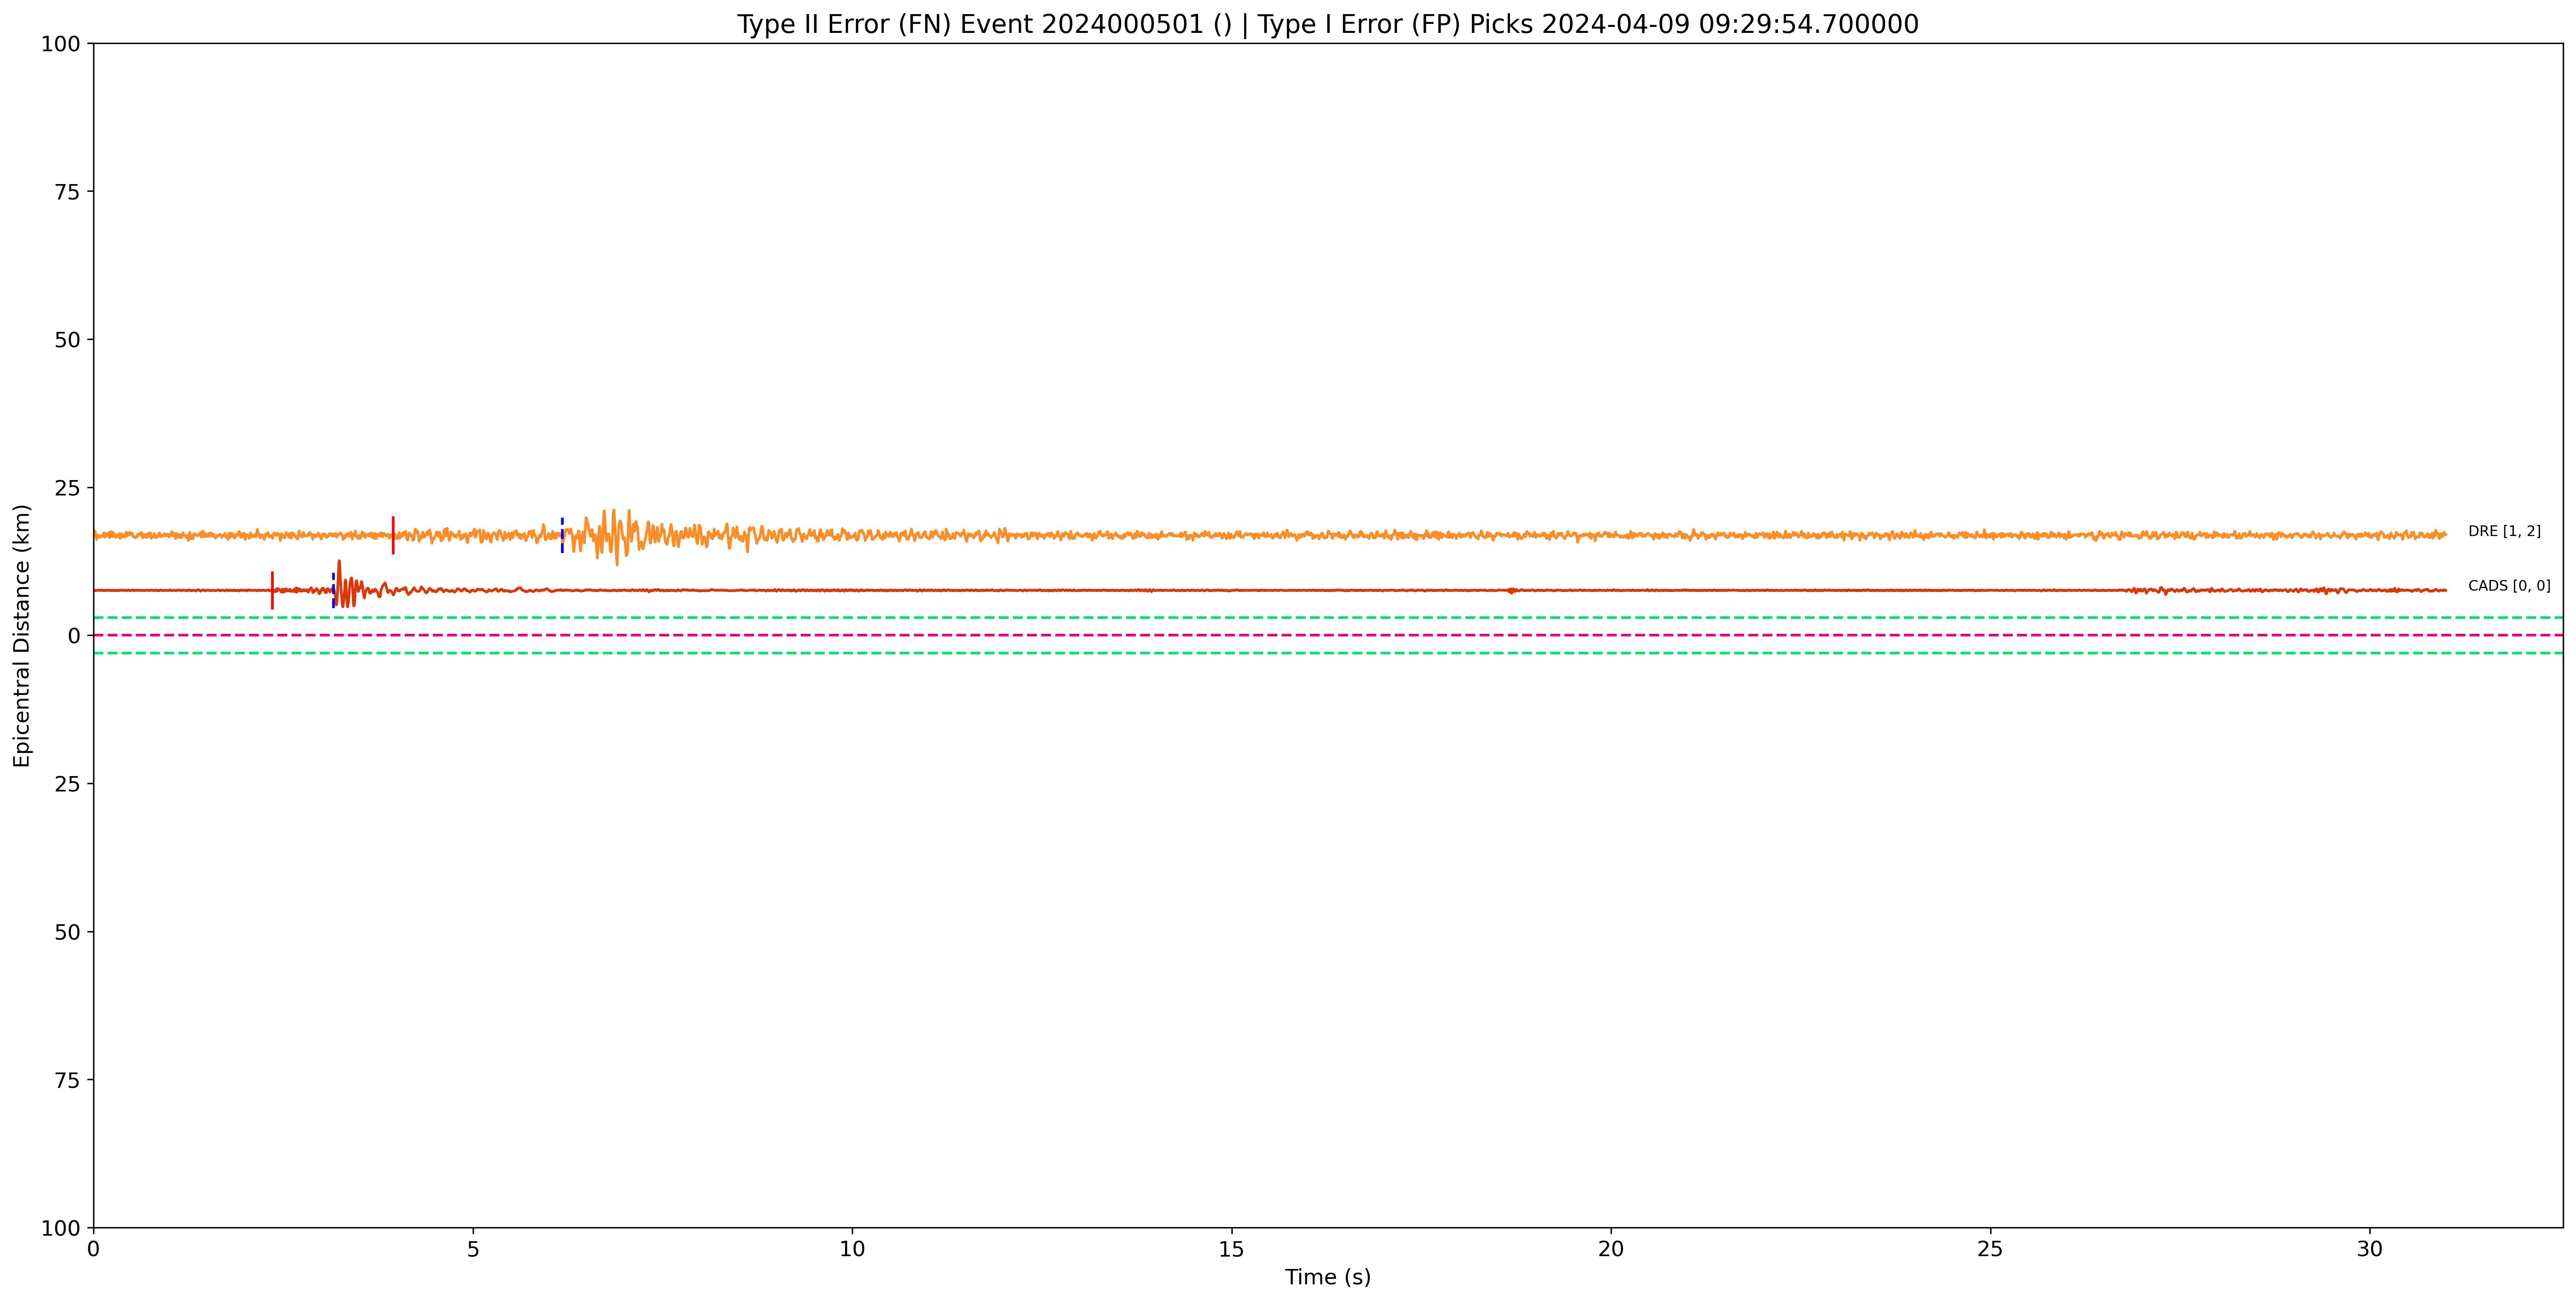 Type II Error (FN) Event 2024000501 () | Type I Error (FP) Picks 2024-04-09 09:29:54.700000
100
75
50
25
0
25
50
75
100
Epicentral Distance (km)
DRE [1, 2]
CADS [0, 0]
0 5 10 15 20 25 30
Time (s)